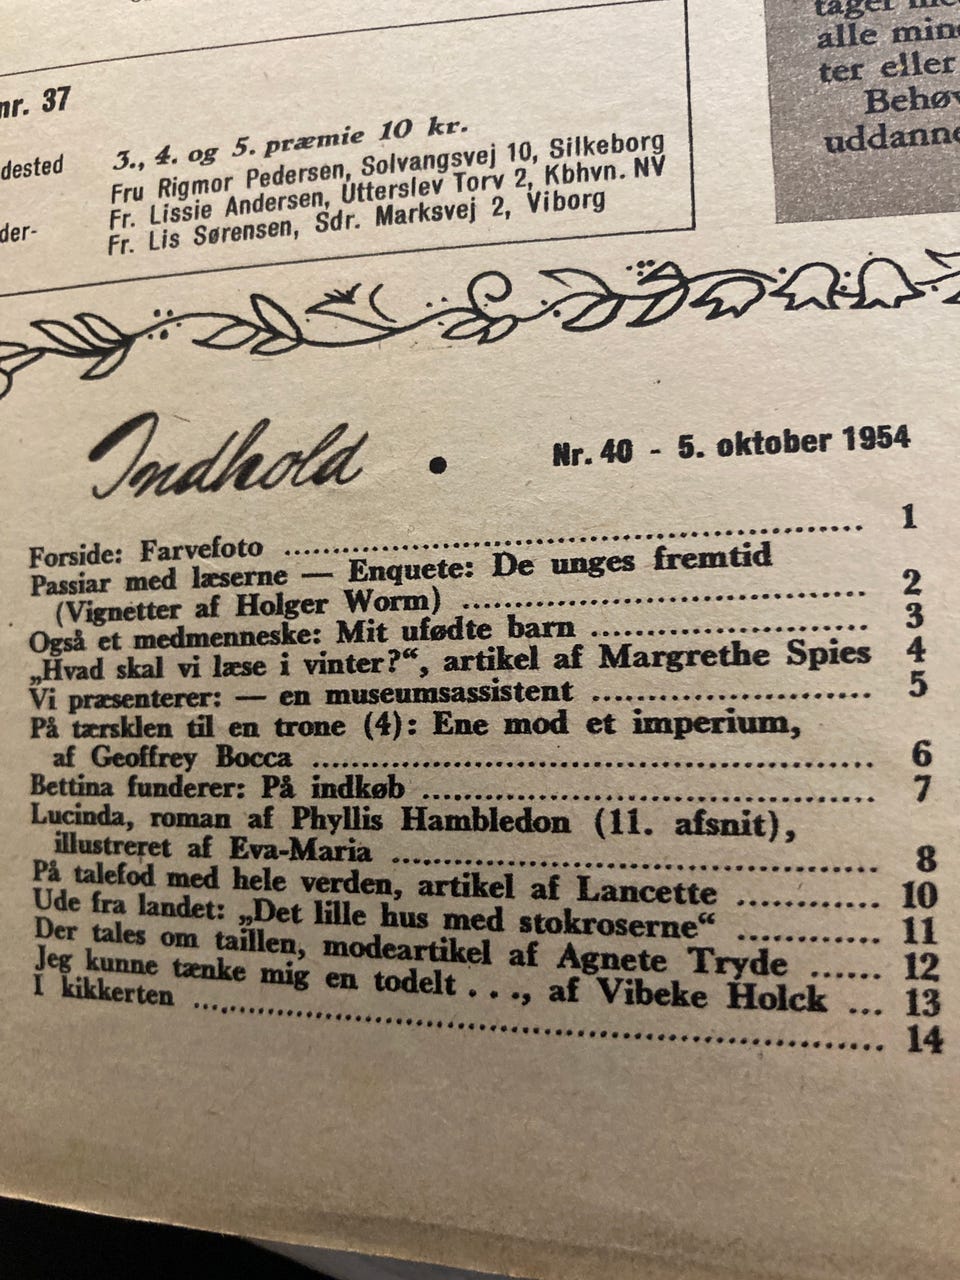 nr. 37
3., 4. og 5. præmie 10 kr.
Fru Rigmor Pedersen, Solvangsvej 10, Silkeborg
Fr. Lissie Andersen, Utterslev Torv 2, Kbhvn. NV
Fr. Lis Sørensen, Sdr. Marksvej 2, Viborg
desteds
der-
alle
ter eller
Behøv
uddanne
Indhold • Nr. 40 - 5. oktober 1954
Forside: Farvefoto .......... 1
Passiar med læserne — Enquete: De unges fremtid
(Vignetter af Holger Worm) .......... 2
Også et medmenneske: Mit ufødte barn .......... 3
„Hvad skal vi læse i vinter?“, artikel af Margrethe Spies 4
Vi præsenterer: — en museumsassistent .......... 5
På tærsklen til en trone (4): Ene mod et imperium,
af Geoffrey Bocca .......... 6
Bettina funderer: På indkøb .......... 7
Lucinda, roman af Phyllis Hambledon (11. afsnit),
illustreret af Eva-Maria .......... 8
På talefod med hele verden, artikel af Lancette .......... 10
Ude fra landet: „Det lille hus med stokroserne“ .......... 11
Der tales om taillen, modeartikel af Agnete Tryde ...... 12
Jeg kunne tænke mig en todelt . . ., af Vibeke Holck ... 13
I kikkerten .......... 14